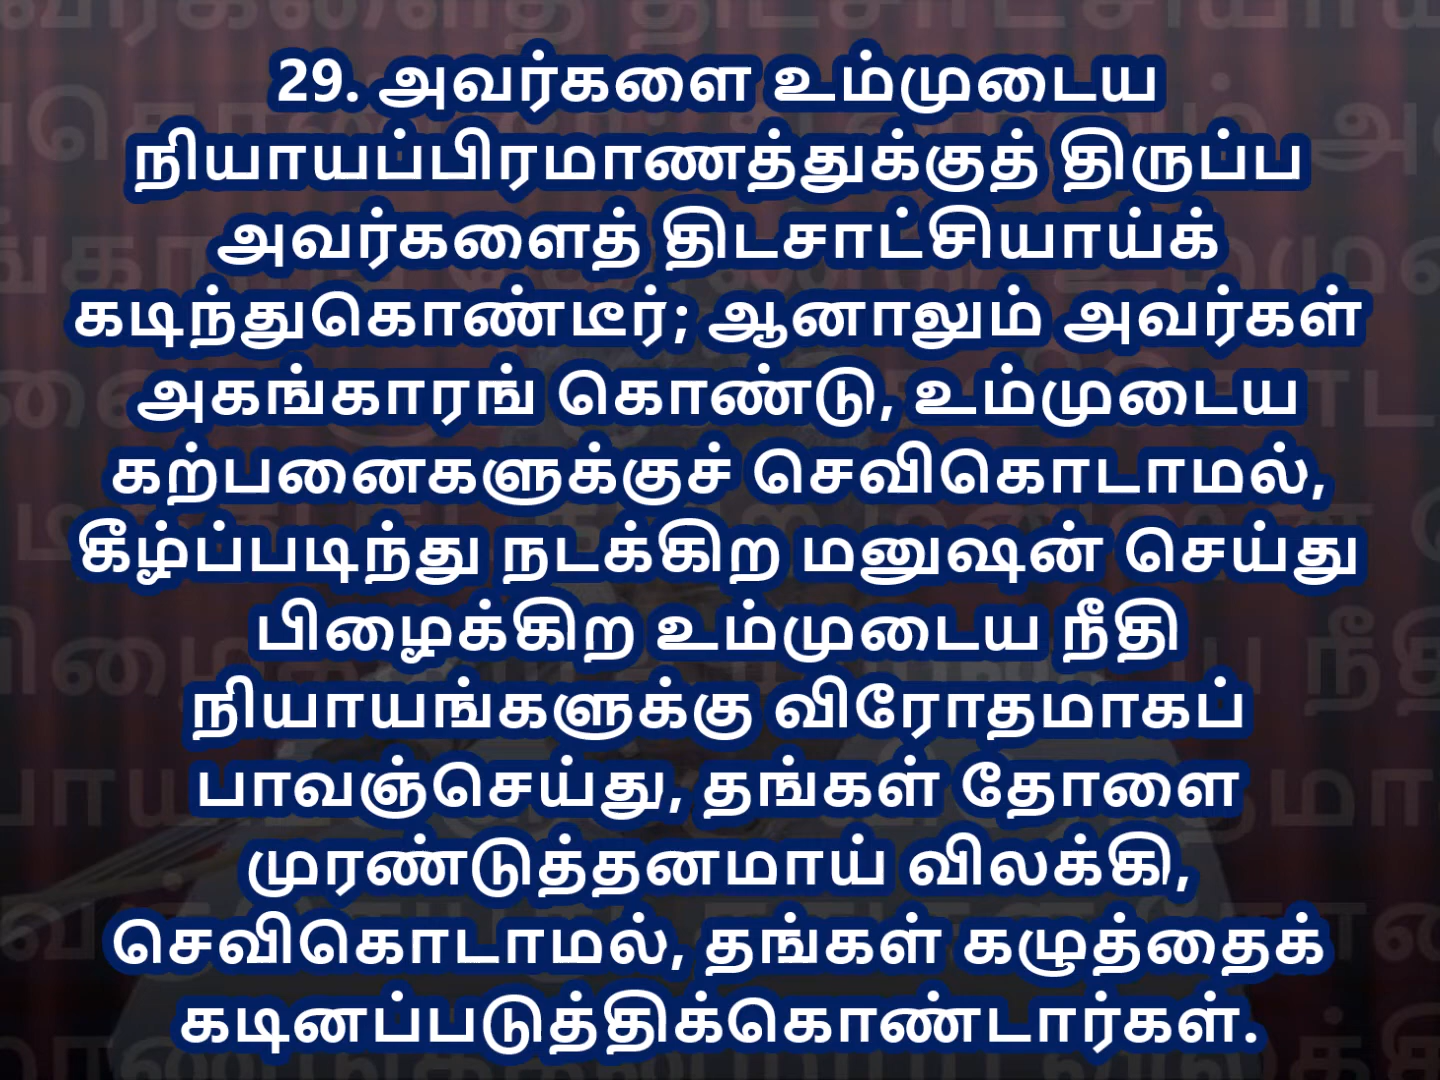 29. அவர்களை உம்முடைய
நியாயப்பிரமாணத்துக்குத் திருப்ப
அவர்களைத் திடசாட்சியாய்க்
கடிந்துகொண்டீர்; ஆனாலும் அவர்கள்
அகங்காரங் கொண்டு, உம்முடைய
கற்பனைகளுக்குச் செவிகொடாமல்,
கீழ்ப்படிந்து நடக்கிற மனுஷன் செய்து
பிழைக்கிற உம்முடைய நீதி
நியாயங்களுக்கு விரோதமாகப்
பாவஞ்செய்து, தங்கள் தோளை
முரண்டுத்தனமாய் விலக்கி,
செவிகொடாமல், தங்கள் கழுத்தைக்
கடினப்படுத்திக்கொண்டார்கள்.